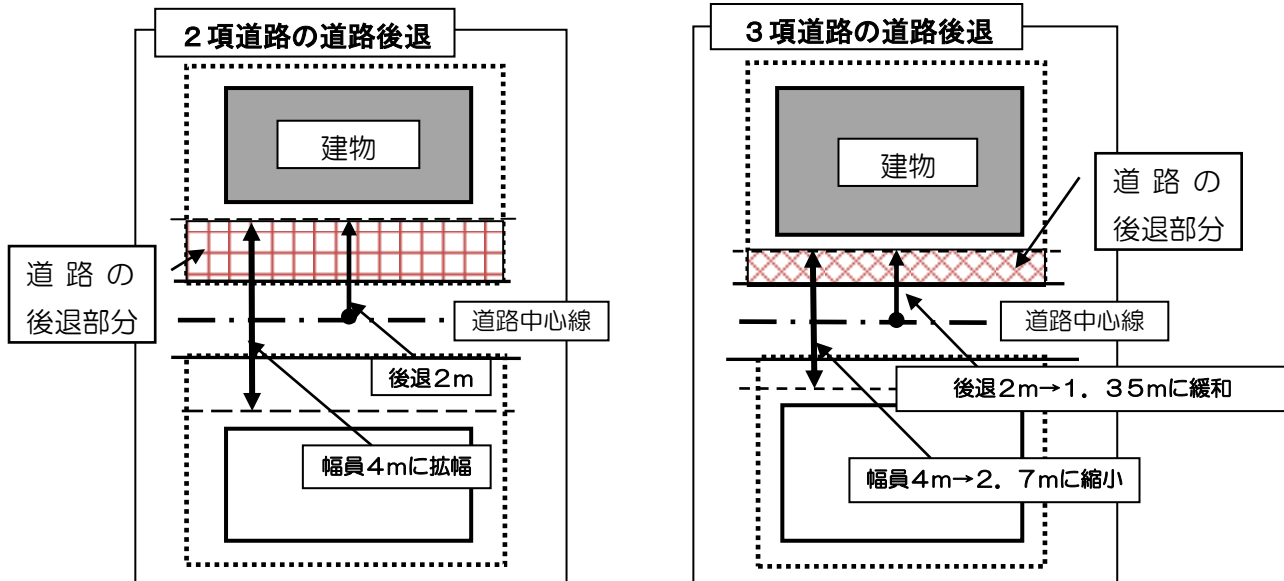 ２項道路の道路後退
建物
道路の
後退部分
道路中心線
後退２ｍ
幅員４ｍに拡幅
３項道路の道路後退
建物
道路の
後退部分
道路中心線
後退２ｍ→１．３５ｍに緩和
幅員４ｍ→２．７ｍに縮小